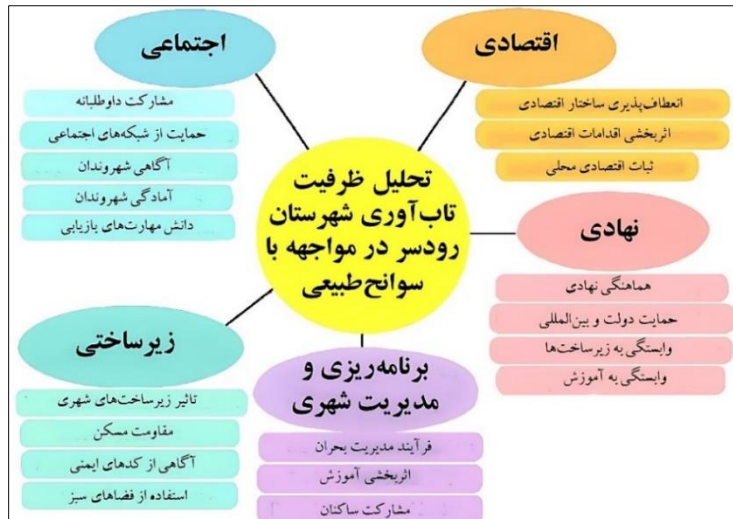 اجتماعی
مشارکت داوطلبانه
حمایت از شبکه‌های اجتماعی
آگاهی شهروندان
آمادگی شهروندان
دانش مهارت‌های بازیابی
اقتصادی
انعطاف‌پذیری ساختار اقتصادی
اثربخشی اقدامات اقتصادی
ثبات اقتصادی محلی
تحلیل ظرفیت
تاب‌آوری شهرستان
رودسر در مواجهه با
سوانح‌طبیعی
نهادی
هماهنگی نهادی
حمایت دولت و بین‌المللی
وابستگی به زیرساخت‌ها
وابستگی به آموزش
زیرساختی
تاثیر زیرساخت‌های شهری
مقاومت مسکن
آگاهی از کدهای ایمنی
استفاده از فضاهای سبز
برنامه‌ریزی و
مدیریت شهری
فرآیند مدیریت بحران
اثربخشی آموزش
مشارکت ساکنان